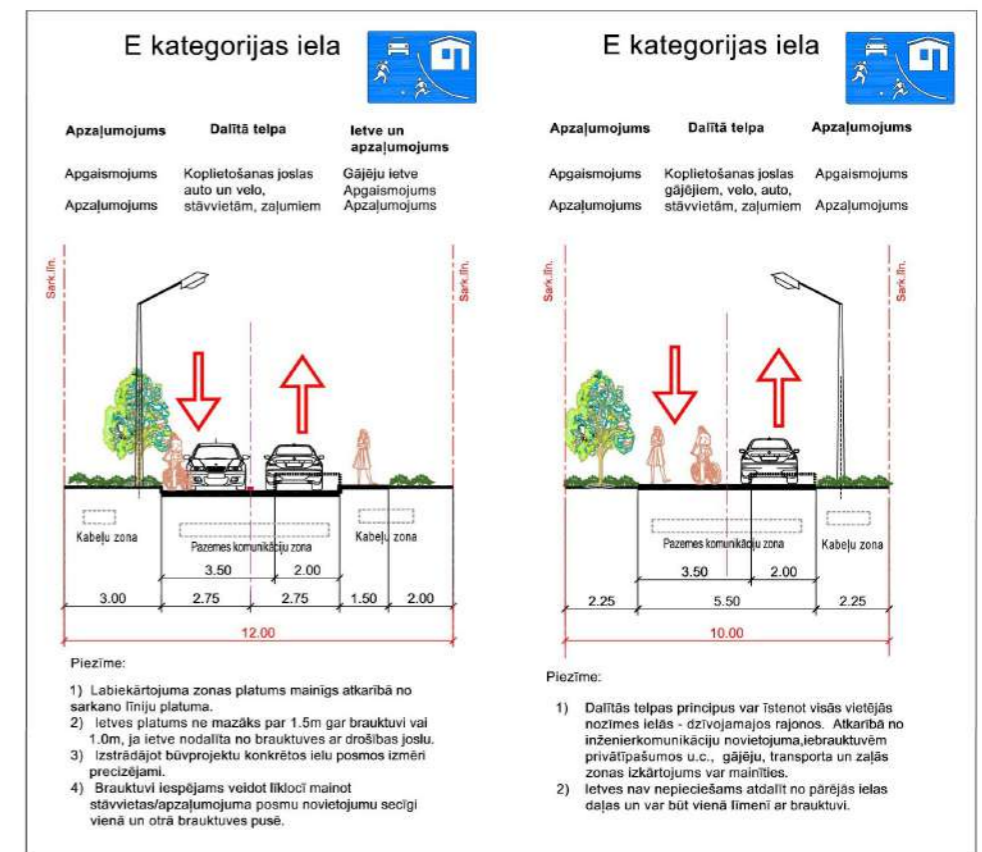 E kategorijas iela
Apzaļumojums Dalītā telpa Ietve un
apzaļumojums
Apgaismojums Koplietošanas joslas Gājēju ietve
auto un velo, Apgaismojums
Apzaļumojums stāvvietām, zaļumiem Apzaļumojums
Sark.līn.
Sark.līn.
Kabeļu zona
Pazemes komunikāciju zona
Kabeļu zona
3.50 2.00
3.00 2.75 2.75 1.50 2.00
12.00
Piezīme:
1) Labiekārtojuma zonas platums mainīgs atkarībā no
sarkano līniju platuma.
2) Ietves platums ne mazāks par 1.5m gar brauktuvi vai
1.0m, ja ietve nodalīta no brauktuves ar drošības joslu.
3) Izstrādājot būvprojektu konkrētos ielu posmos izmēri
precizējami.
4) Brauktuvi iespējams veidot līklocī mainot
stāvvietas/apzaļumojuma posmu novietojumu secīgi
vienā un otrā brauktuves pusē.
E kategorijas iela
Apzaļumojums Dalītā telpa Apzaļumojums
Apgaismojums Koplietošanas joslas Apgaismojums
gājējiem, velo, auto,
Apzaļumojums stāvvietām, zaļumiem Apzaļumojums
Sark.līn.
Sark.līn.
Pazemes komunikāciju zona
Kabeļu zona
3.50 2.00
2.25 5.50 2.25
10.00
Piezīme:
1) Dalītās telpas principus var īstenot visās vietējās
nozīmes ielās - dzīvojamajos rajonos. Atkarībā no
inženierkomunikāciju novietojuma,iebrauktuvēm
privātīpašumos u.c., gājēju, transporta un zaļās
zonas izkārtojums var mainīties.
2) Ietves nav nepieciešams atdalīt no pārējās ielas
daļas un var būt vienā līmenī ar brauktuvi.